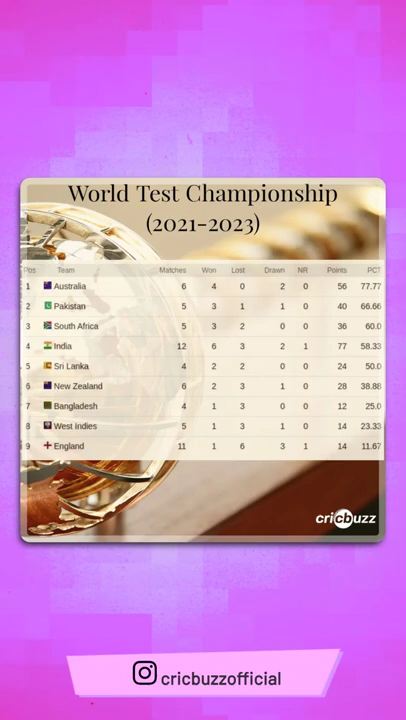 World Test Championship
(2021-2023)
Pos Team Matches Won Lost Drawn NR Points PCT
1 Australia 6 4 0 2 0 56 77.77
2 Pakistan 5 3 1 1 0 40 66.66
3 South Africa 5 3 2 0 0 36 60.0
4 India 12 6 3 2 1 77 58.33
5 Sri Lanka 4 2 2 0 0 24 50.0
6 New Zealand 6 2 3 1 0 28 38.88
7 Bangladesh 4 1 3 0 0 12 25.0
8 West Indies 5 1 3 1 0 14 23.33
9 England 11 1 6 3 1 14 11.67
cricbuzz
cricbuzzofficial